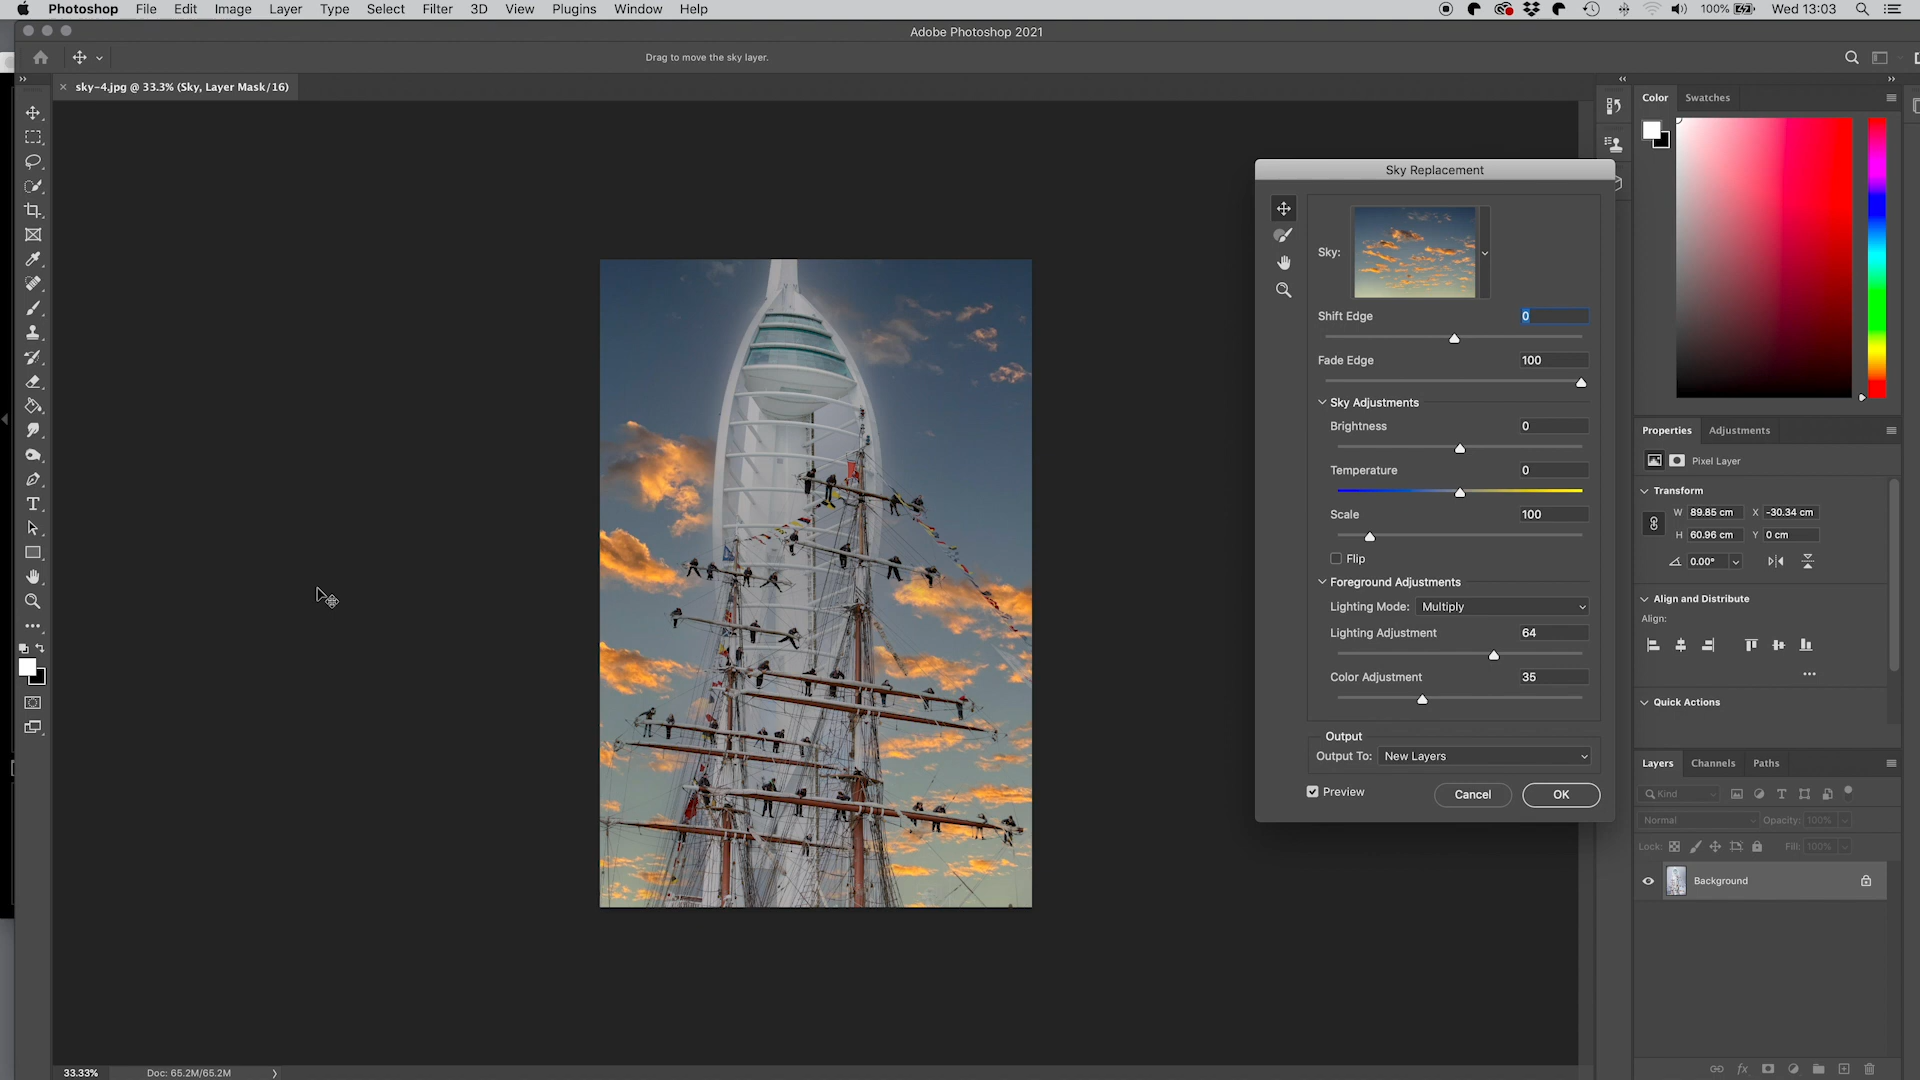 Photoshop File Edit Image Layer Type Select Filter 3D View Plugins Window Help 100% Wed 13:03
Adobe Photoshop 2021
Drag to move the sky layer.
sky-4.jpg @ 33.3% (Sky, Layer Mask/16)
Color Swatches
Sky Replacement
Sky:
Shift Edge 0
Fade Edge 100
Sky Adjustments
Brightness 0
Temperature 0
Scale 100
Flip
Foreground Adjustments
Lighting Mode: Multiply
Lighting Adjustment 64
Color Adjustment 35
Output
Output To: New Layers
Preview Cancel OK
Properties Adjustments
Pixel Layer
Transform
W 89.85 cm X -30.34 cm
H 60.96 cm Y 0 cm
0.00°
Align and Distribute
Align:
Quick Actions
Layers Channels Paths
Kind
Normal Opacity: 100%
Lock: Fill: 100%
Background
33.33% Doc: 65.2M/65.2M